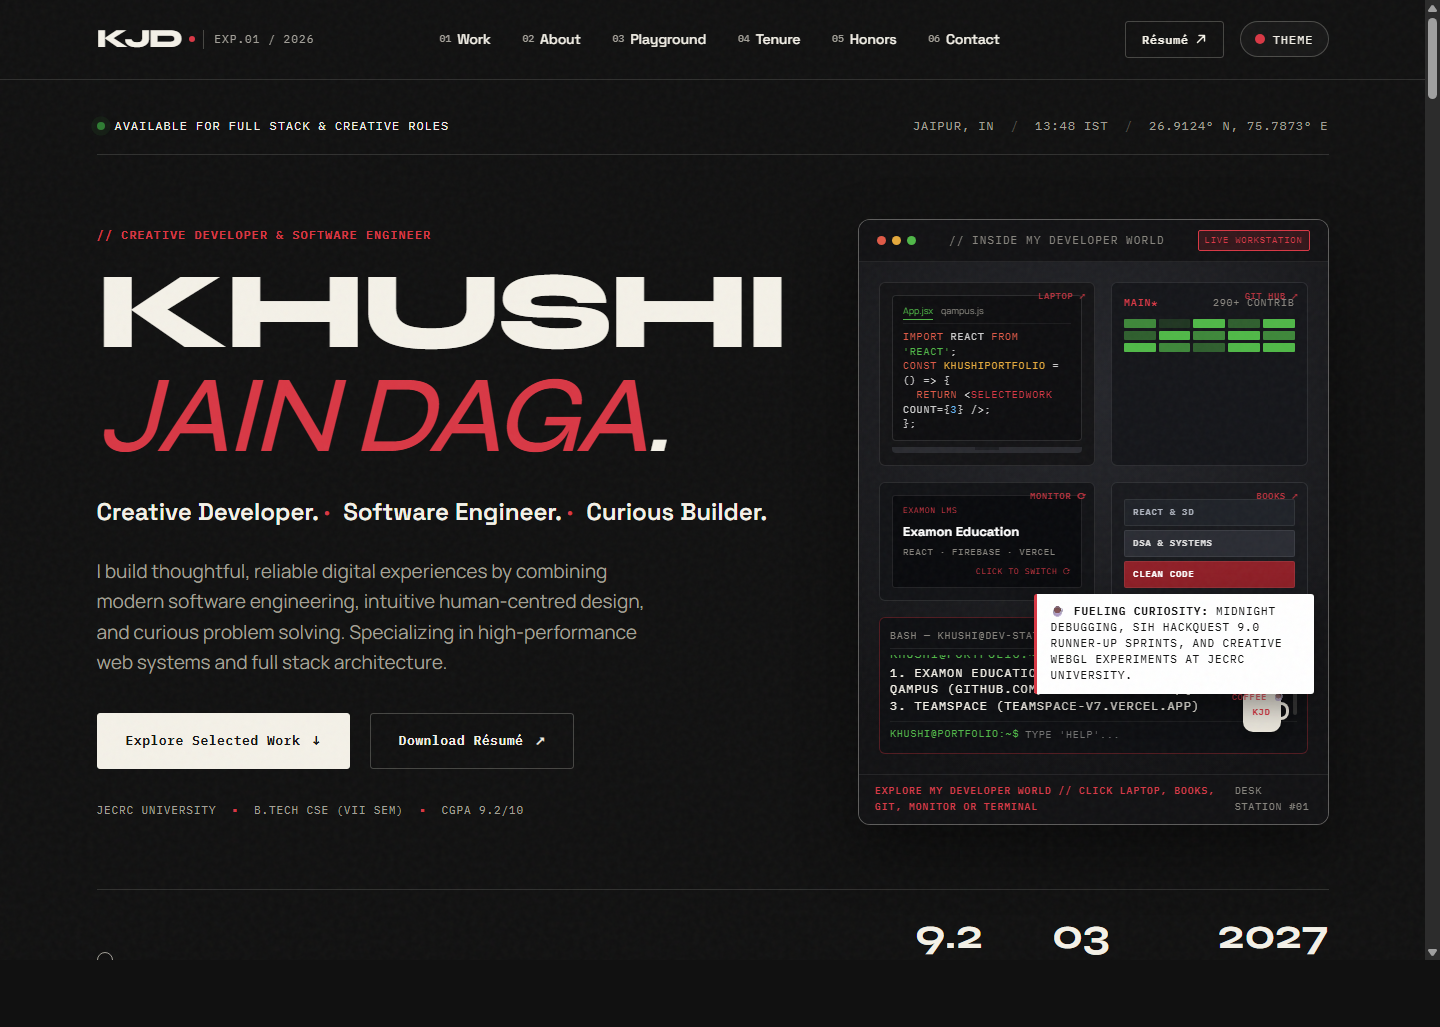 KJD
EXP.01 / 2026
01 Work
02 About
03 Playground
04 Tenure
05 Honors
06 Contact
Résumé ↗
THEME
AVAILABLE FOR FULL STACK & CREATIVE ROLES
JAIPUR, IN / 13:48 IST / 26.9124° N, 75.7873° E
// CREATIVE DEVELOPER & SOFTWARE ENGINEER
KHUSHI
JAIN DAGA.
Creative Developer. • Software Engineer. • Curious Builder.
I build thoughtful, reliable digital experiences by combining
modern software engineering, intuitive human-centred design,
and curious problem solving. Specializing in high-performance
web systems and full stack architecture.
Explore Selected Work ↓
Download Résumé ↗
JECRC UNIVERSITY ▪ B.TECH CSE (VII SEM) ▪ CGPA 9.2/10
// INSIDE MY DEVELOPER WORLD
LIVE WORKSTATION
LAPTOP ↗
App.jsx qampus.js
IMPORT REACT FROM
'REACT';
CONST KHUSHIPORTFOLIO =
() => {
RETURN <SELECTEDWORK
COUNT={3} />;
};
GIT HUB ↗
MAIN* 290+ CONTRIB
MONITOR ⟳
EXAMON LMS
Examon Education
REACT · FIREBASE · VERCEL
CLICK TO SWITCH ⟳
BOOKS ↗
REACT & 3D
DSA & SYSTEMS
CLEAN CODE
FUELING CURIOSITY: MIDNIGHT
DEBUGGING, SIH HACKQUEST 9.0
RUNNER-UP SPRINTS, AND CREATIVE
WEBGL EXPERIMENTS AT JECRC
UNIVERSITY.
BASH — KHUSHI@DEV-STA
KHUSHI@PORTFOLIO:~
1. EXAMON EDUCATIO
QAMPUS (GITHUB.COM
3. TEAMSPACE (TEAMSPACE-V7.VERCEL.APP)
KHUSHI@PORTFOLIO:~$ TYPE 'HELP'...
COFFEE
KJD
EXPLORE MY DEVELOPER WORLD // CLICK LAPTOP, BOOKS,
GIT, MONITOR OR TERMINAL
DESK
STATION #01
9.2
03
2027